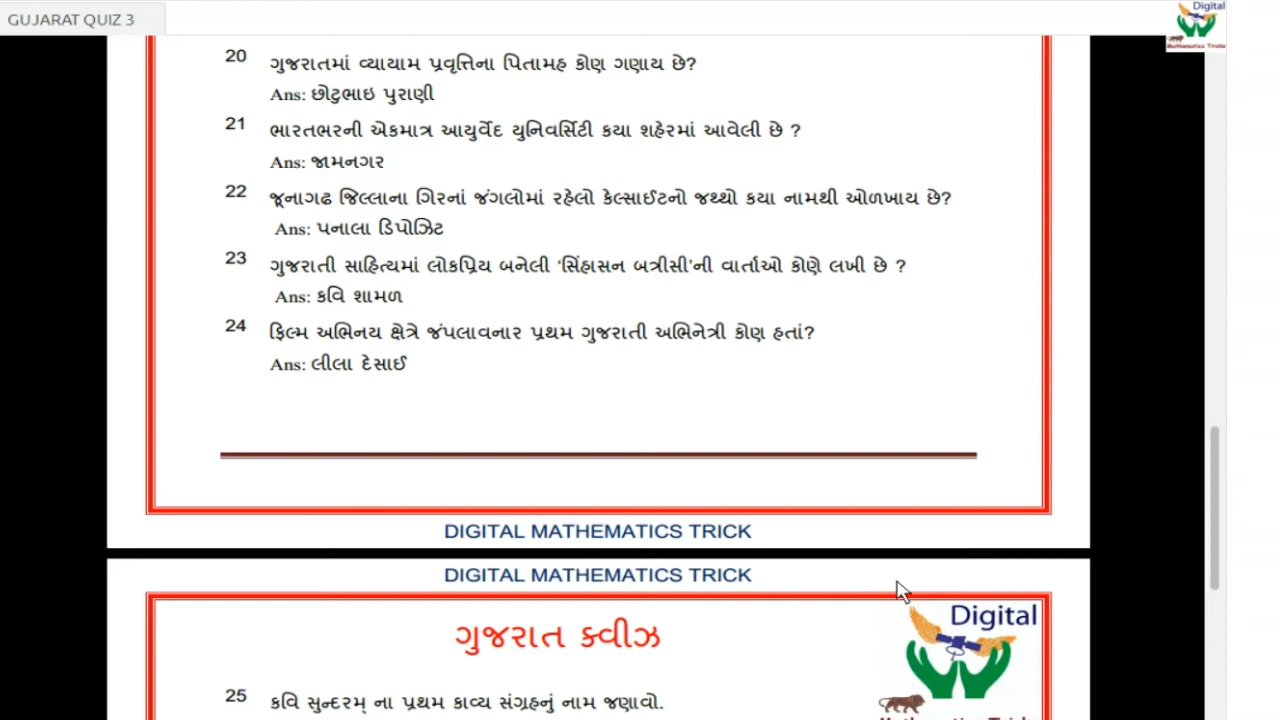 GUJARAT QUIZ 3
Digital
Mathematics Tricks
20 ગુજરાતમાં વ્યાયામ પ્રવૃત્તિના પિતામહ કોણ ગણાય છે?
Ans: છોટુભાઇ પુરાણી
21 ભારતભરની એકમાત્ર આયુર્વેદ યુનિવર્સિટી કયા શહેરમાં આવેલી છે ?
Ans: જામનગર
22 જૂનાગઢ જિલ્લાના ગિરનાં જંગલોમાં રહેલો કેલ્સાઈટનો જથ્થો કયા નામથી ઓળખાય છે?
Ans: પનાલા ડિપોઝિટ
23 ગુજરાતી સાહિત્યમાં લોકપ્રિય બનેલી ‘સિંહાસન બત્રીસી’ની વાર્તાઓ કોણે લખી છે ?
Ans: કવિ શામળ
24 ફિલ્મ અભિનય ક્ષેત્રે જંપલાવનાર પ્રથમ ગુજરાતી અભિનેત્રી કોણ હતાં?
Ans: લીલા દેસાઈ
DIGITAL MATHEMATICS TRICK
DIGITAL MATHEMATICS TRICK
Digital
ગુજરાત ક્વીઝ
25 કવિ સુન્દરમ્ ના પ્રથમ કાવ્ય સંગ્રહનું નામ જણાવો.